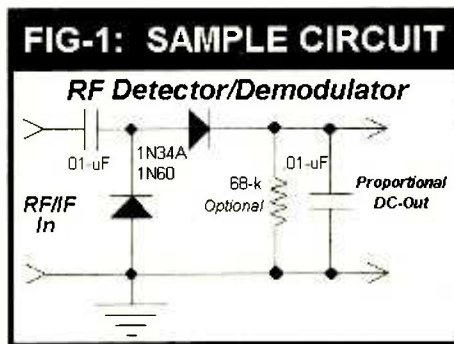 FIG-1: SAMPLE CIRCUIT
RF Detector/Demodulator
.01-uF
1N34A
1N60
68-k
Optional
.01-uF
Proportional
DC-Out
RF/IF
In